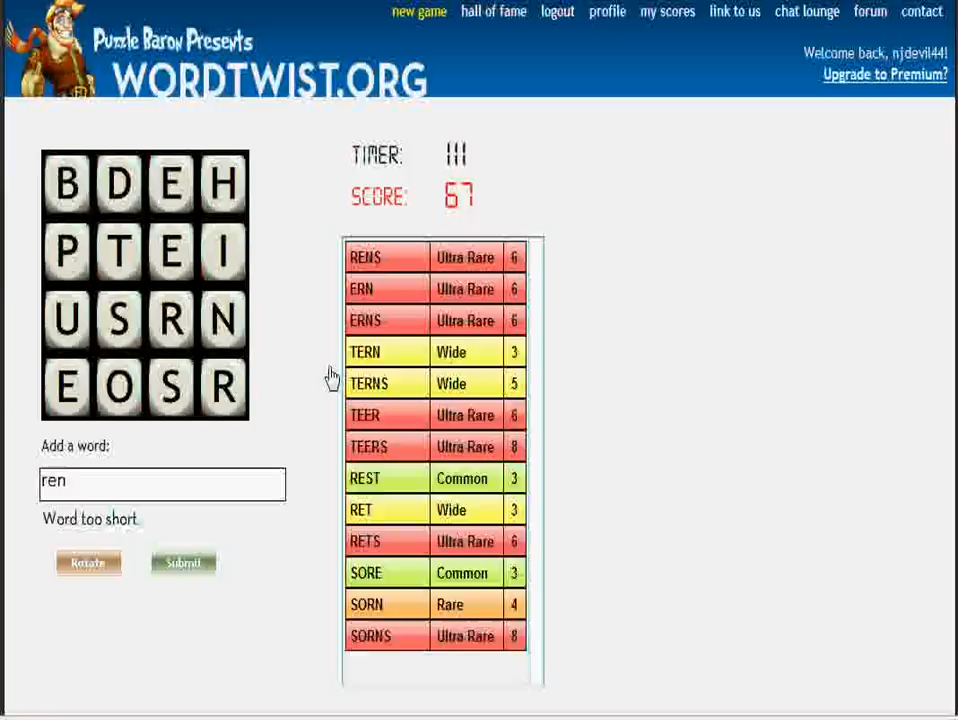 new game hall of fame logout profile my scores link to us chat lounge forum contact
Puzzle Baron Presents
WORDTWIST.ORG
Welcome back, njdevil44!
Upgrade to Premium?
TIMER: 111
SCORE: 67
B D E H
P T E I
U S R N
E O S R
Add a word:
ren
Word too short.
Rotate Submit
RENS Ultra Rare 6
ERN Ultra Rare 6
ERNS Ultra Rare 6
TERN Wide 3
TERNS Wide 5
TEER Ultra Rare 6
TEERS Ultra Rare 8
REST Common 3
RET Wide 3
RETS Ultra Rare 6
SORE Common 3
SORN Rare 4
SORNS Ultra Rare 8